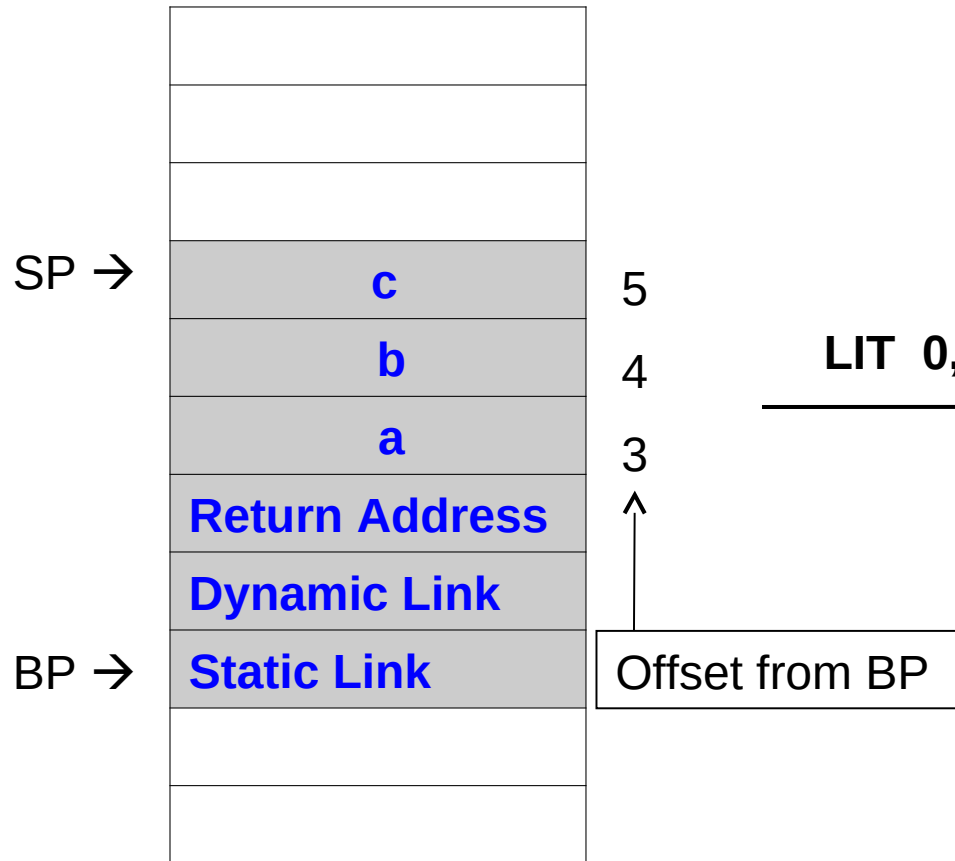 SP →
c
5
b
4
LIT 0,
a
3
Return Address
Dynamic Link
BP →
Static Link
Offset from BP